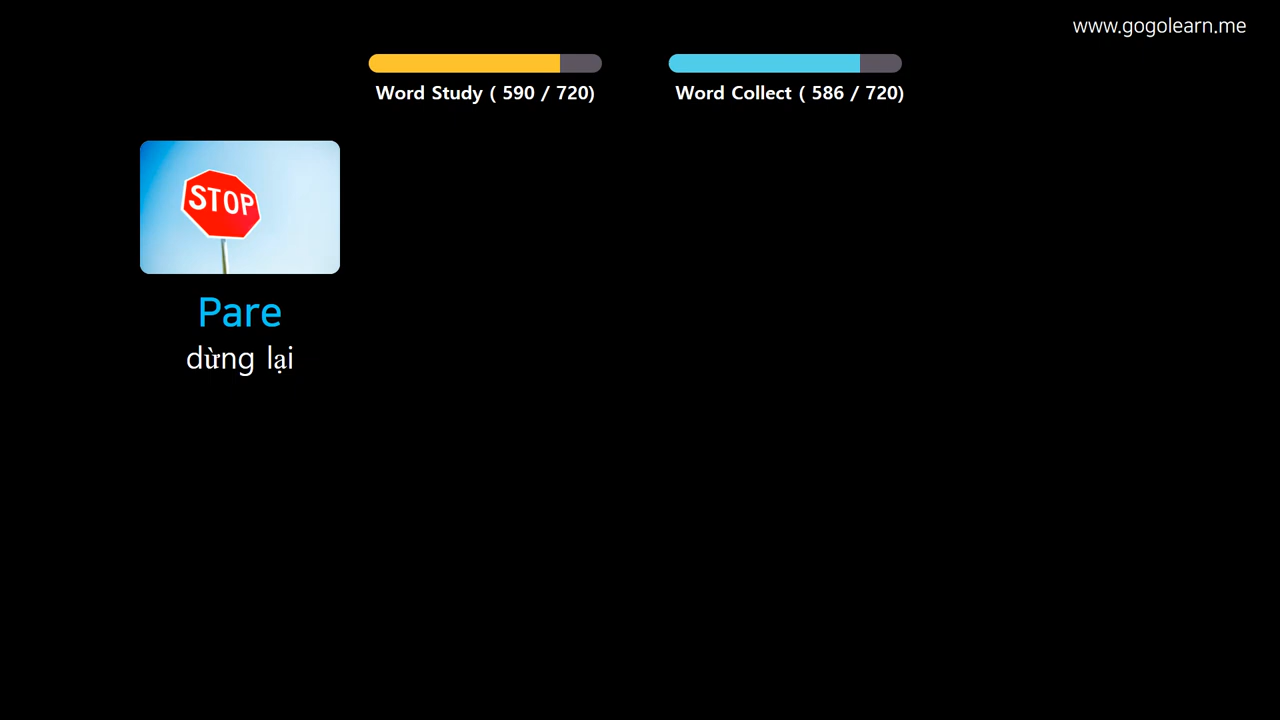 www.gogolearn.me
Word Study ( 590 / 720)
Word Collect ( 586 / 720)
STOP
Pare
dừng lại